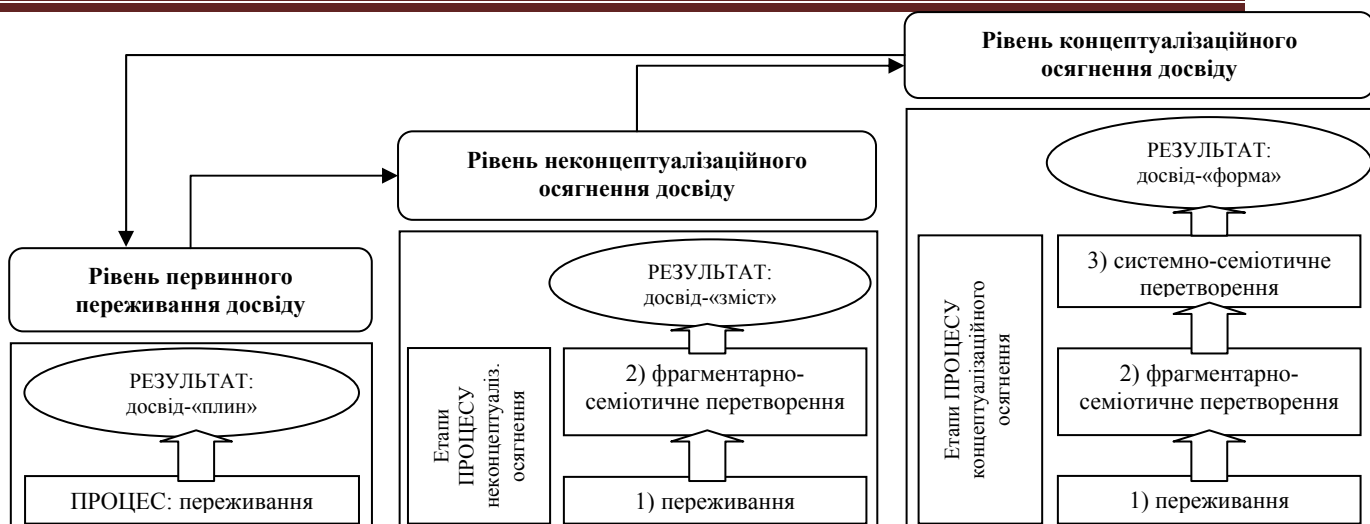 Рівень концептуалізаційного
осягнення досвіду
Рівень неконцептуалізаційного
осягнення досвіду
Рівень первинного
переживання досвіду
РЕЗУЛЬТАТ:
досвід-«плин»
ПРОЦЕС: переживання
Етапи
ПРОЦЕСУ
неконцептуаліз.
осягнення
РЕЗУЛЬТАТ:
досвід-«зміст»
2) фрагментарно-
семіотичне перетворення
1) переживання
Етапи ПРОЦЕСУ
концептуалізаційного
осягнення
РЕЗУЛЬТАТ:
досвід-«форма»
3) системно-семіотичне
перетворення
2) фрагментарно-
семіотичне перетворення
1) переживання